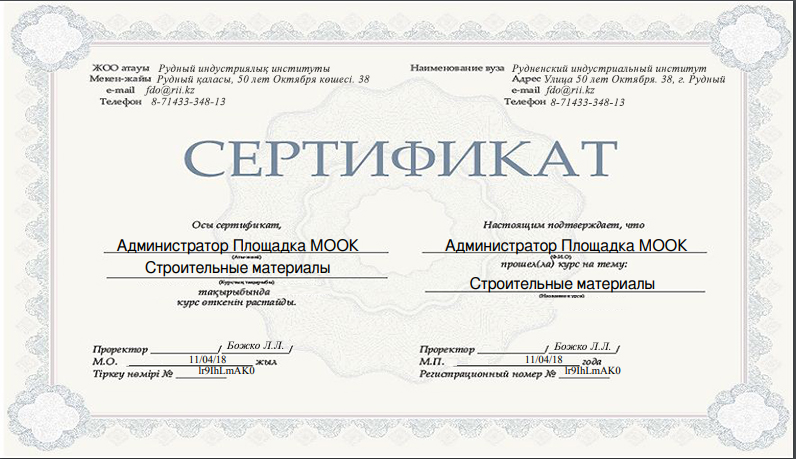 ЖОО атауы Рудный индустриялық институты
Мекен-жайы Рудный қаласы, 50 лет Октября көшесі. 38
e-mail fdo@rii.kz
Телефон 8-71433-348-13
Наименование вуза Рудненский индустриальный институт
Адрес Улица 50 лет Октября. 38, г. Рудный
e-mail fdo@rii.kz
Телефон 8-71433-348-13
СЕРТИФИКАТ
Осы сертификат,
Администратор Площадка МООК
(Аты-жөні)
Строительные материалы
(Курстың тақырыбы)
тақырыбында
курс өткенін растайды.
Настоящим подтверждает, что
Администратор Площадка МООК
(Ф.И.О)
прошел(ла) курс на тему:
Строительные материалы
(Название курса)
Проректор / Божко Л.Л. /
М.О. 11/04/18 жыл
Тіркеу нөмірі № lr9IhLmAK0
Проректор / Божко Л.Л. /
М.П. 11/04/18 года
Регистрационный номер № lr9IhLmAK0